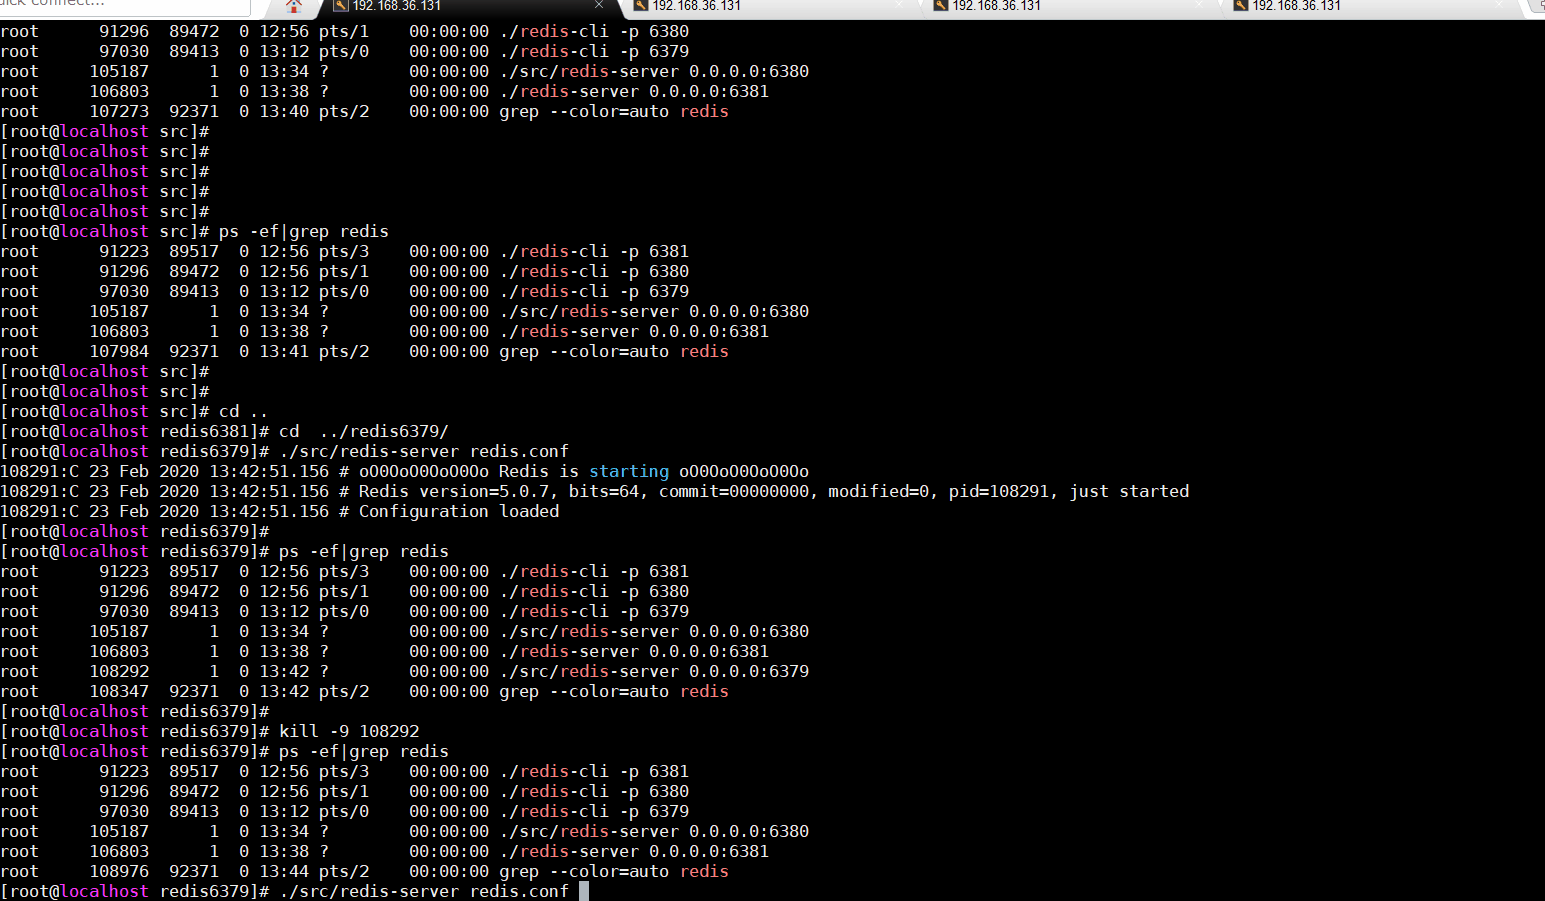 quick connect...
192.168.36.131
192.168.36.131
192.168.36.131
192.168.36.131
root      91296  89472  0 12:56 pts/1    00:00:00 ./redis-cli -p 6380
root      97030  89413  0 13:12 pts/0    00:00:00 ./redis-cli -p 6379
root     105187      1  0 13:34 ?        00:00:00 ./src/redis-server 0.0.0.0:6380
root     106803      1  0 13:38 ?        00:00:00 ./redis-server 0.0.0.0:6381
root     107273  92371  0 13:40 pts/2    00:00:00 grep --color=auto redis
[root@localhost src]#
[root@localhost src]#
[root@localhost src]#
[root@localhost src]#
[root@localhost src]#
[root@localhost src]# ps -ef|grep redis
root      91223  89517  0 12:56 pts/3    00:00:00 ./redis-cli -p 6381
root      91296  89472  0 12:56 pts/1    00:00:00 ./redis-cli -p 6380
root      97030  89413  0 13:12 pts/0    00:00:00 ./redis-cli -p 6379
root     105187      1  0 13:34 ?        00:00:00 ./src/redis-server 0.0.0.0:6380
root     106803      1  0 13:38 ?        00:00:00 ./redis-server 0.0.0.0:6381
root     107984  92371  0 13:41 pts/2    00:00:00 grep --color=auto redis
[root@localhost src]#
[root@localhost src]#
[root@localhost src]# cd ..
[root@localhost redis6381]# cd  ../redis6379/
[root@localhost redis6379]# ./src/redis-server redis.conf
108291:C 23 Feb 2020 13:42:51.156 # oO0OoO0OoO0Oo Redis is starting oO0OoO0OoO0Oo
108291:C 23 Feb 2020 13:42:51.156 # Redis version=5.0.7, bits=64, commit=00000000, modified=0, pid=108291, just started
108291:C 23 Feb 2020 13:42:51.156 # Configuration loaded
[root@localhost redis6379]#
[root@localhost redis6379]# ps -ef|grep redis
root      91223  89517  0 12:56 pts/3    00:00:00 ./redis-cli -p 6381
root      91296  89472  0 12:56 pts/1    00:00:00 ./redis-cli -p 6380
root      97030  89413  0 13:12 pts/0    00:00:00 ./redis-cli -p 6379
root     105187      1  0 13:34 ?        00:00:00 ./src/redis-server 0.0.0.0:6380
root     106803      1  0 13:38 ?        00:00:00 ./redis-server 0.0.0.0:6381
root     108292      1  0 13:42 ?        00:00:00 ./src/redis-server 0.0.0.0:6379
root     108347  92371  0 13:42 pts/2    00:00:00 grep --color=auto redis
[root@localhost redis6379]#
[root@localhost redis6379]# kill -9 108292
[root@localhost redis6379]# ps -ef|grep redis
root      91223  89517  0 12:56 pts/3    00:00:00 ./redis-cli -p 6381
root      91296  89472  0 12:56 pts/1    00:00:00 ./redis-cli -p 6380
root      97030  89413  0 13:12 pts/0    00:00:00 ./redis-cli -p 6379
root     105187      1  0 13:34 ?        00:00:00 ./src/redis-server 0.0.0.0:6380
root     106803      1  0 13:38 ?        00:00:00 ./redis-server 0.0.0.0:6381
root     108976  92371  0 13:44 pts/2    00:00:00 grep --color=auto redis
[root@localhost redis6379]# ./src/redis-server redis.conf